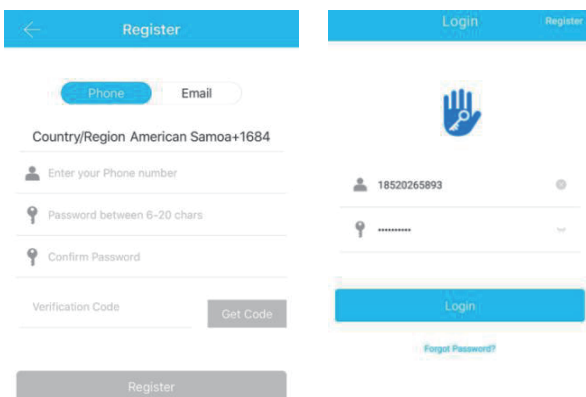 Register
Phone Email
Country/Region American Samoa+1684
Enter your Phone number
Password between 6-20 chars
Confirm Password
Verification Code
Get Code
Register
Login Register
18520265893
••••••••••
Login
Forgot Password?